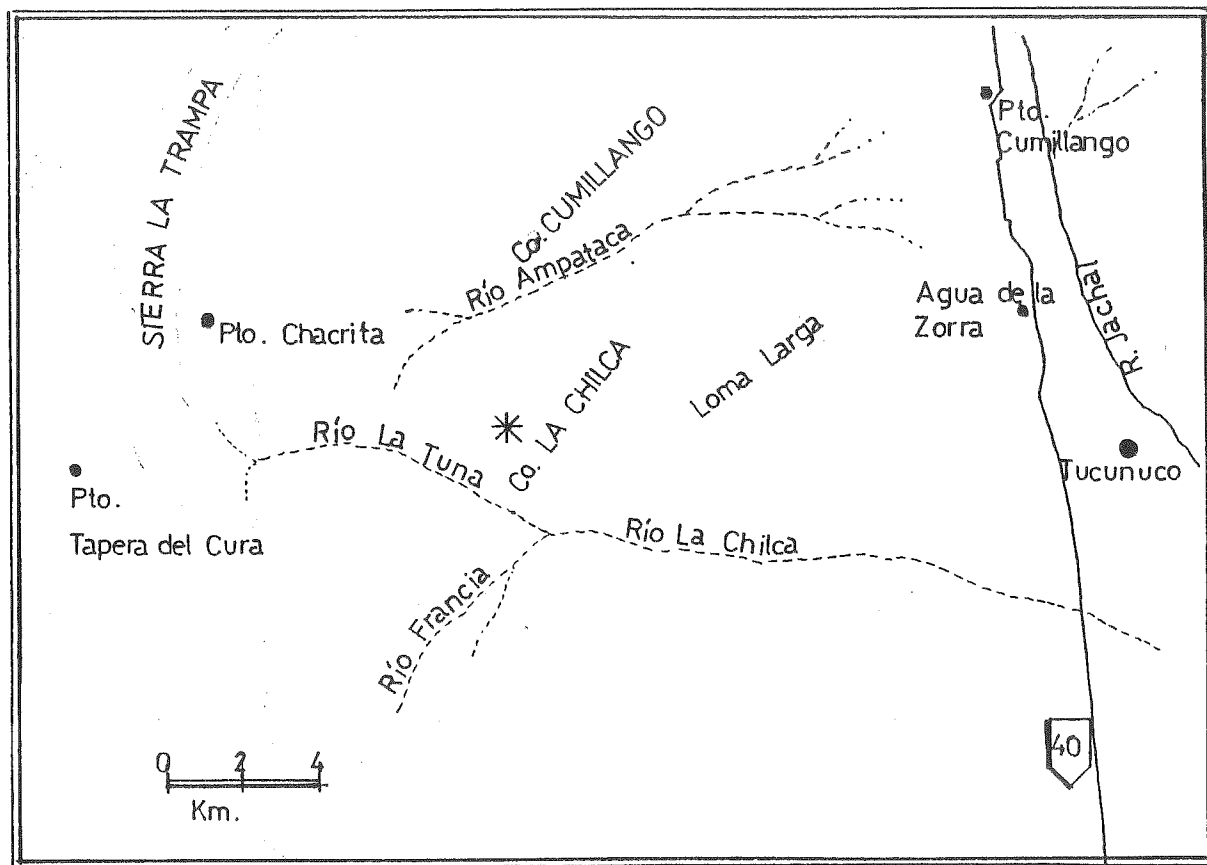 SIERRA LA TRAMPA
Co. CUMILLANGO
Río Ampataca
Pto.
Cumillango
R. Jachal
Agua de la
Zorra
Pto. Chacrita
Loma Larga
Co. LA CHILCA
Río La Tuna
Tucunuco
Pto.
Tapera del Cura
Río La Chilca
Río Francia
40
0 2 4
Km.